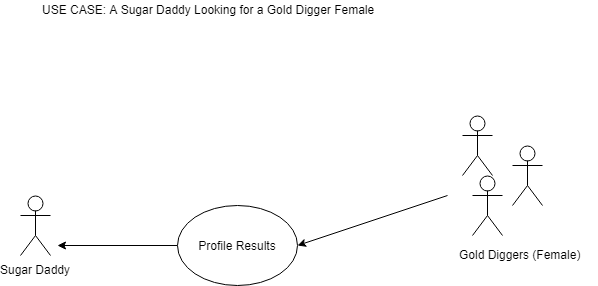 USE CASE: A Sugar Daddy Looking for a Gold Digger Female
Profile Results
Gold Diggers (Female)
Sugar Daddy